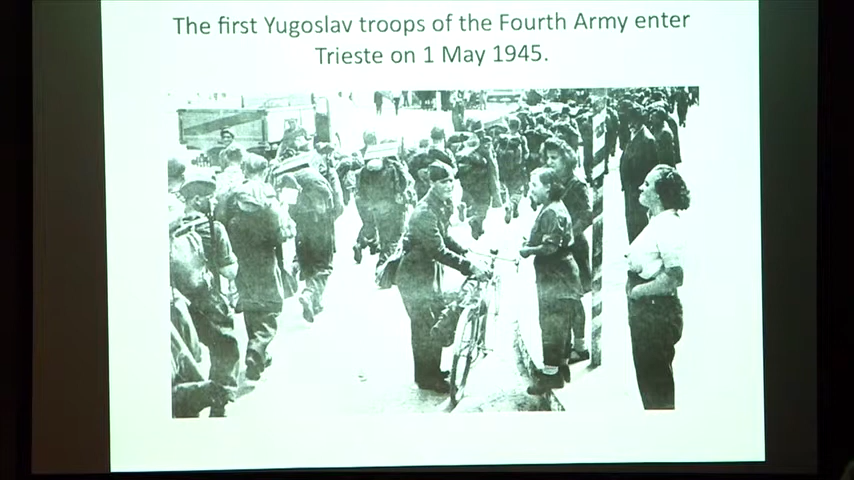 The first Yugoslav troops of the Fourth Army enter
Trieste on 1 May 1945.